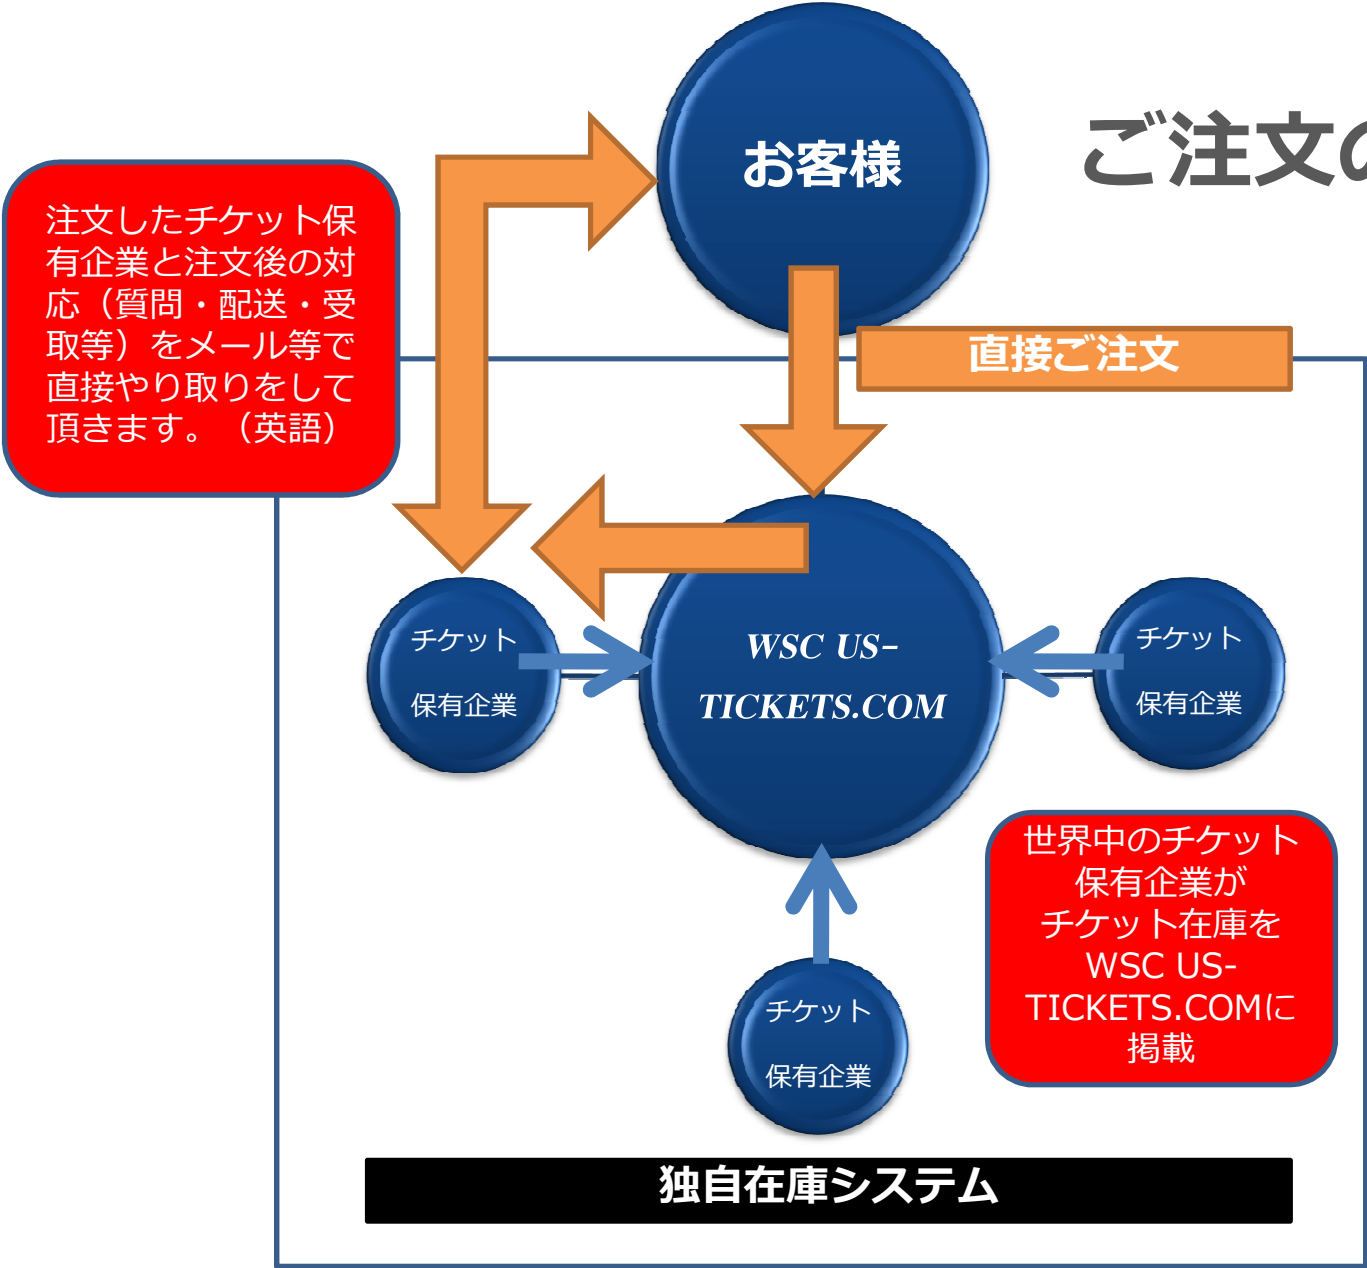 お客様
ご注文の
注文したチケット保
有企業と注文後の対
応（質問・配送・受
取等）をメール等で
直接やり取りをして
頂きます。（英語）
直接ご注文
チケット
保有企業
WSC US-
TICKETS.COM
チケット
保有企業
世界中のチケット
保有企業が
チケット在庫を
WSC US-
TICKETS.COMに
掲載
チケット
保有企業
独自在庫システム